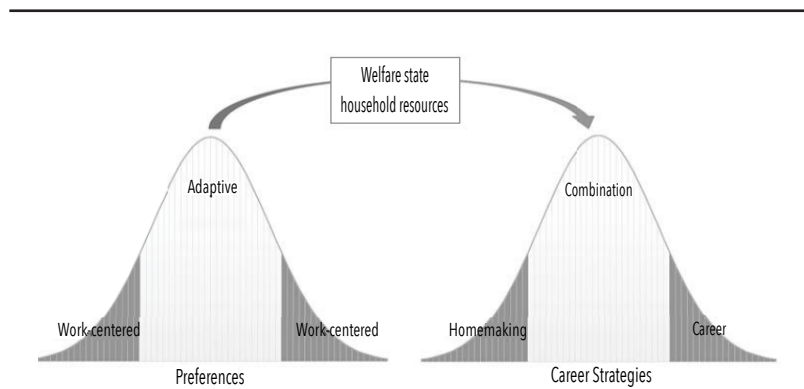 Welfare state
household resources
Adaptive
Combination
Work-centered
Work-centered
Homemaking
Career
Preferences
Career Strategies